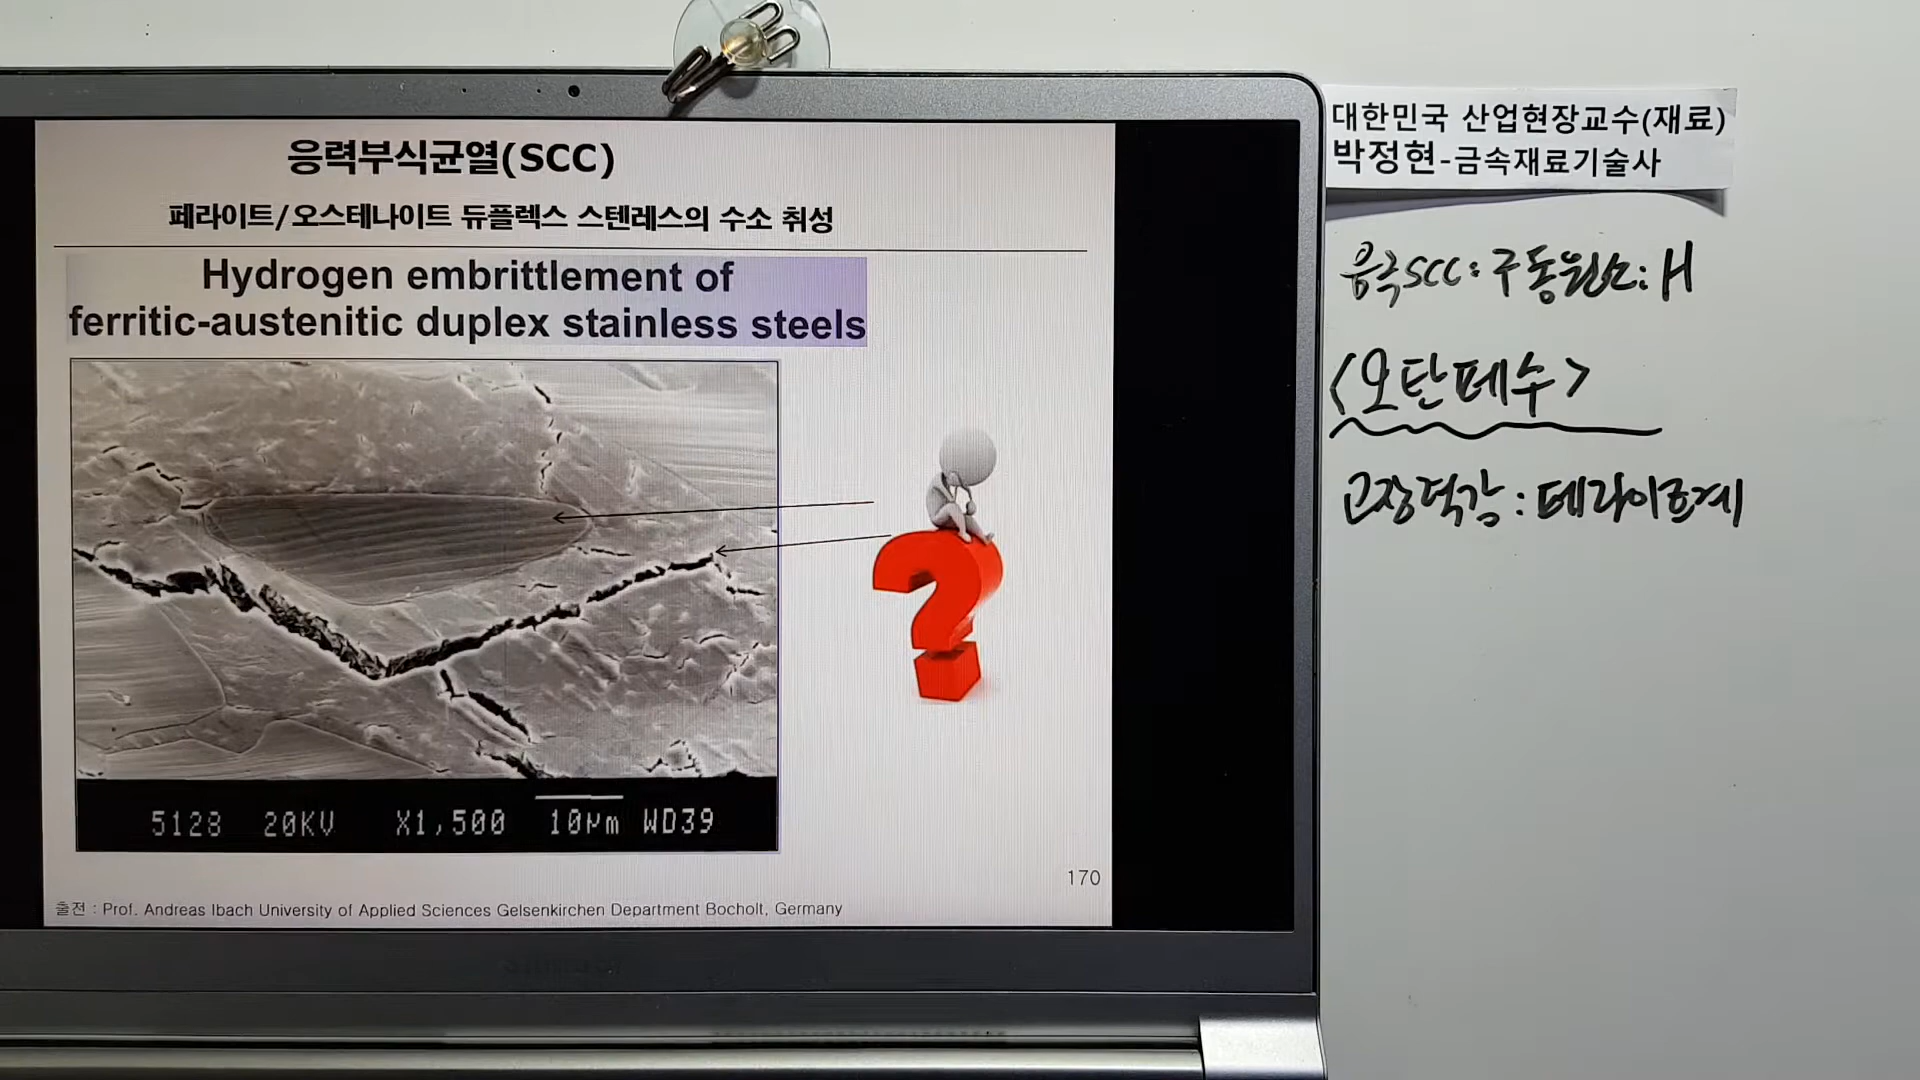 응력부식균열(SCC)
페라이트/오스테나이트 듀플렉스 스텐레스의 수소 취성
Hydrogen embrittlement of
ferritic-austenitic duplex stainless steels
5128 20KV X1,500 10μm WD39
170
출전 : Prof. Andreas Ibach University of Applied Sciences Gelsenkirchen Department Bocholt, Germany
대한민국 산업현장교수(재료)
박정현-금속재료기술사
음극SCC: 구동원소: H
<오탄페수>
고장력강 : 페라이트계